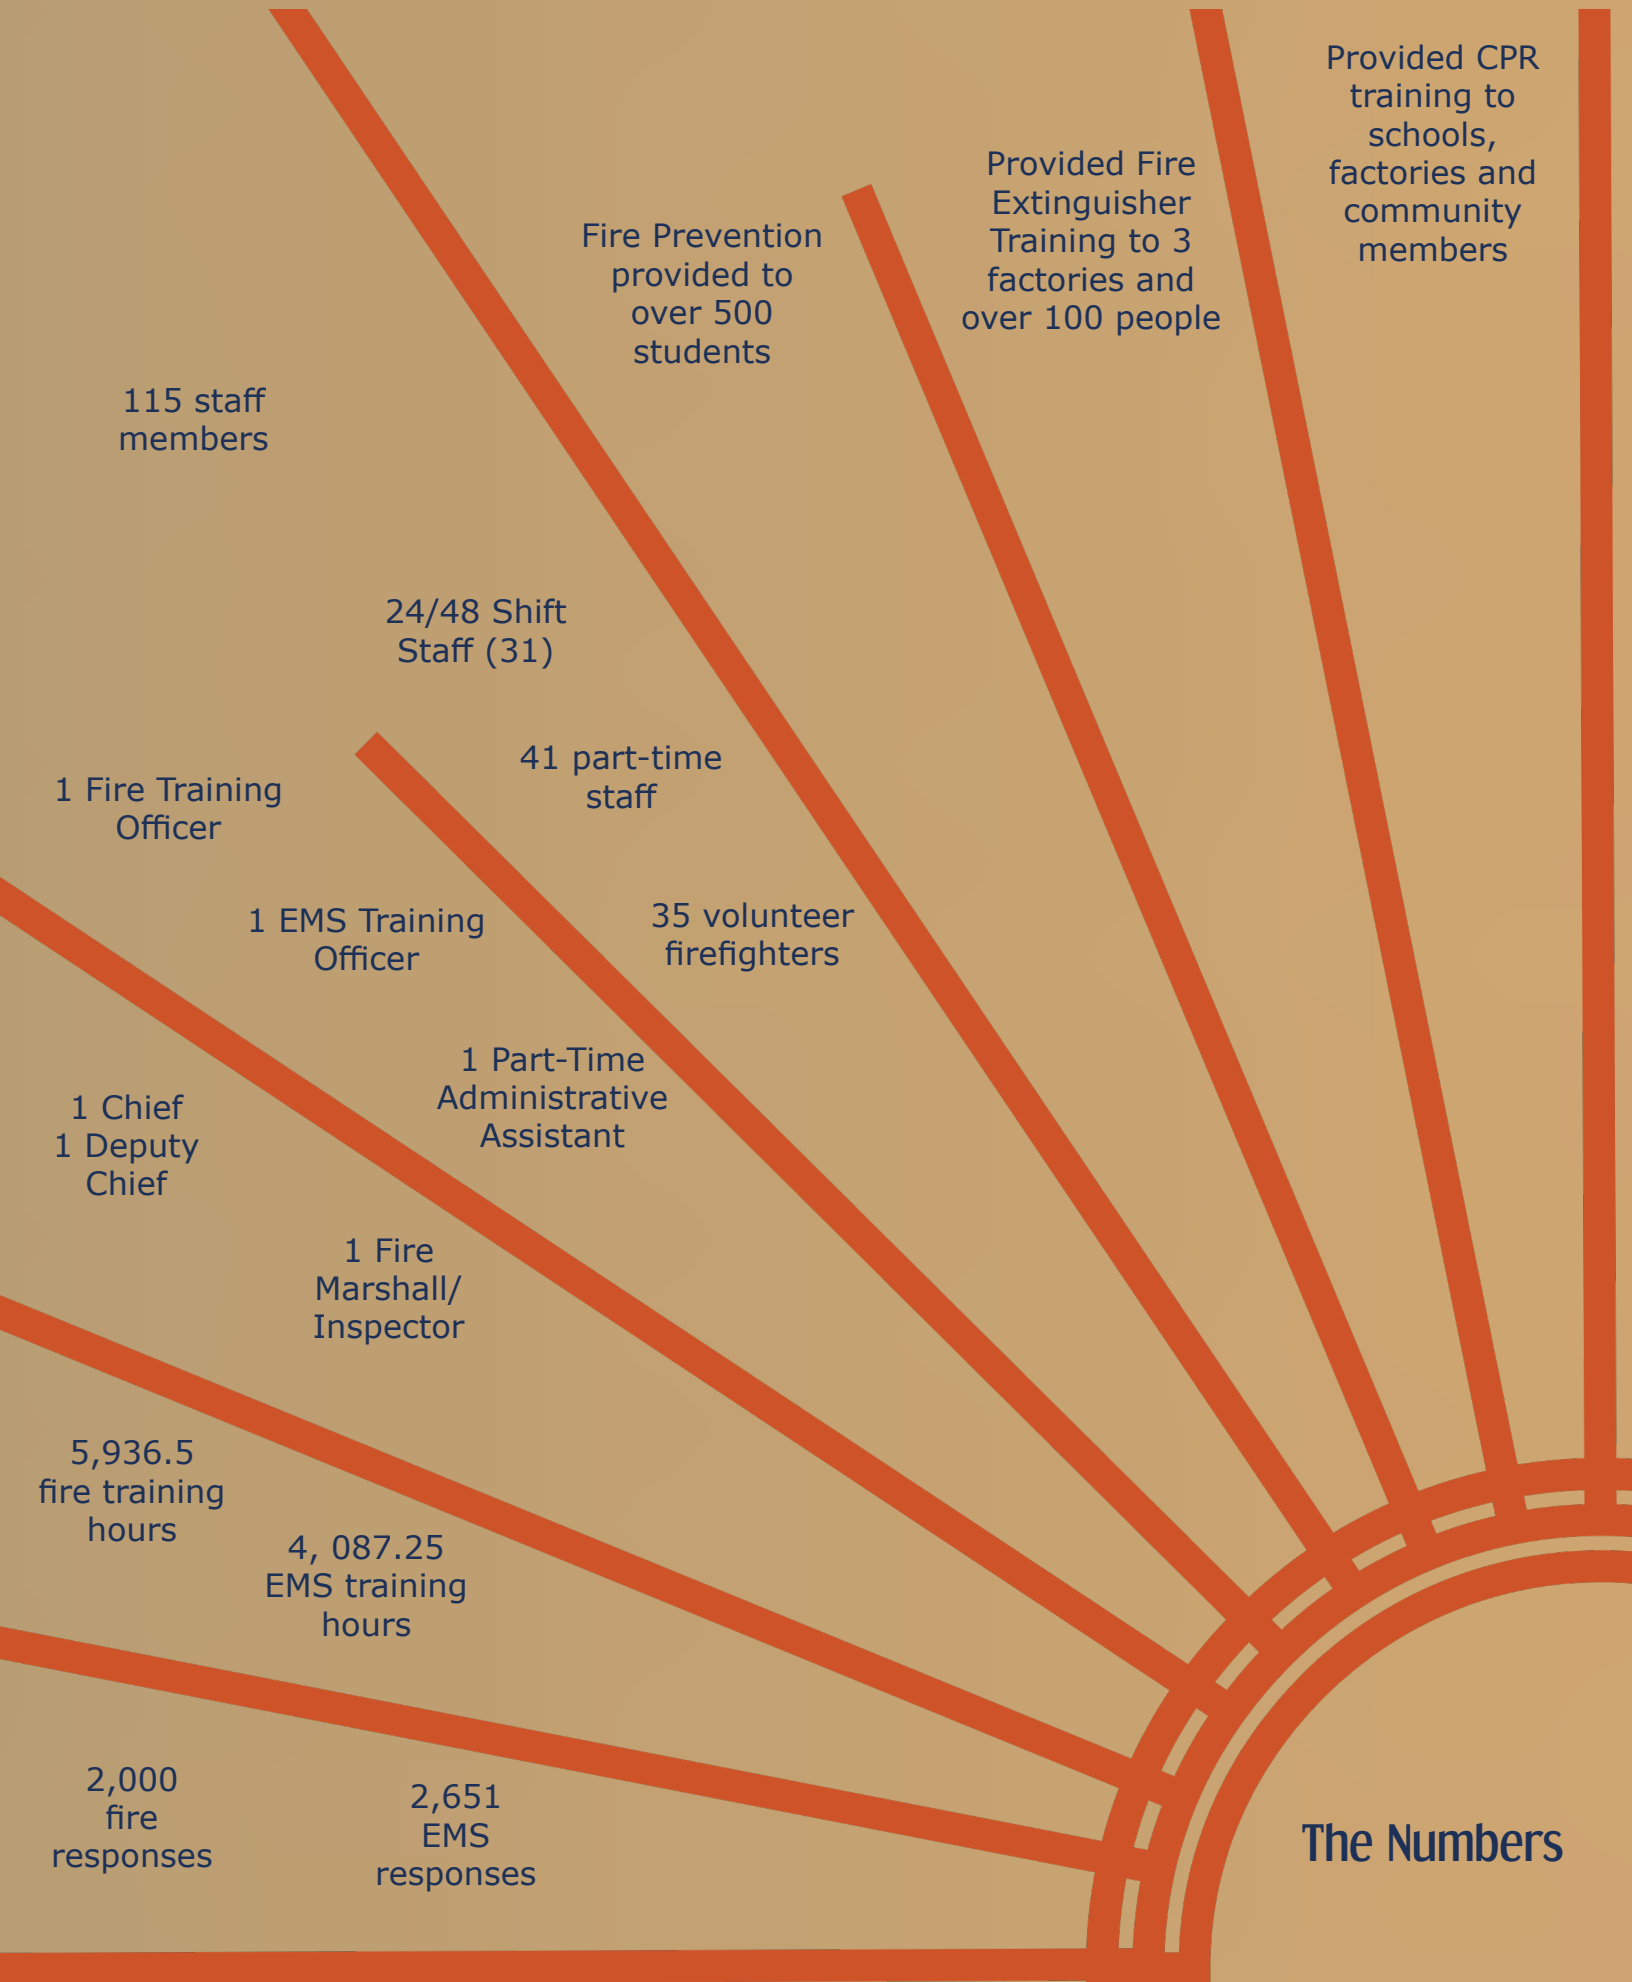 Provided CPR
training to
schools,
factories and
community
members
Provided Fire
Extinguisher
Training to 3
factories and
over 100 people
Fire Prevention
provided to
over 500
students
115 staff
members
24/48 Shift
Staff (31)
41 part-time
staff
35 volunteer
firefighters
1 Fire Training
Officer
1 EMS Training
Officer
1 Part-Time
Administrative
Assistant
1 Chief
1 Deputy
Chief
1 Fire
Marshall/
Inspector
5,936.5
fire training
hours
4, 087.25
EMS training
hours
2,000
fire
responses
2,651
EMS
responses
The Numbers